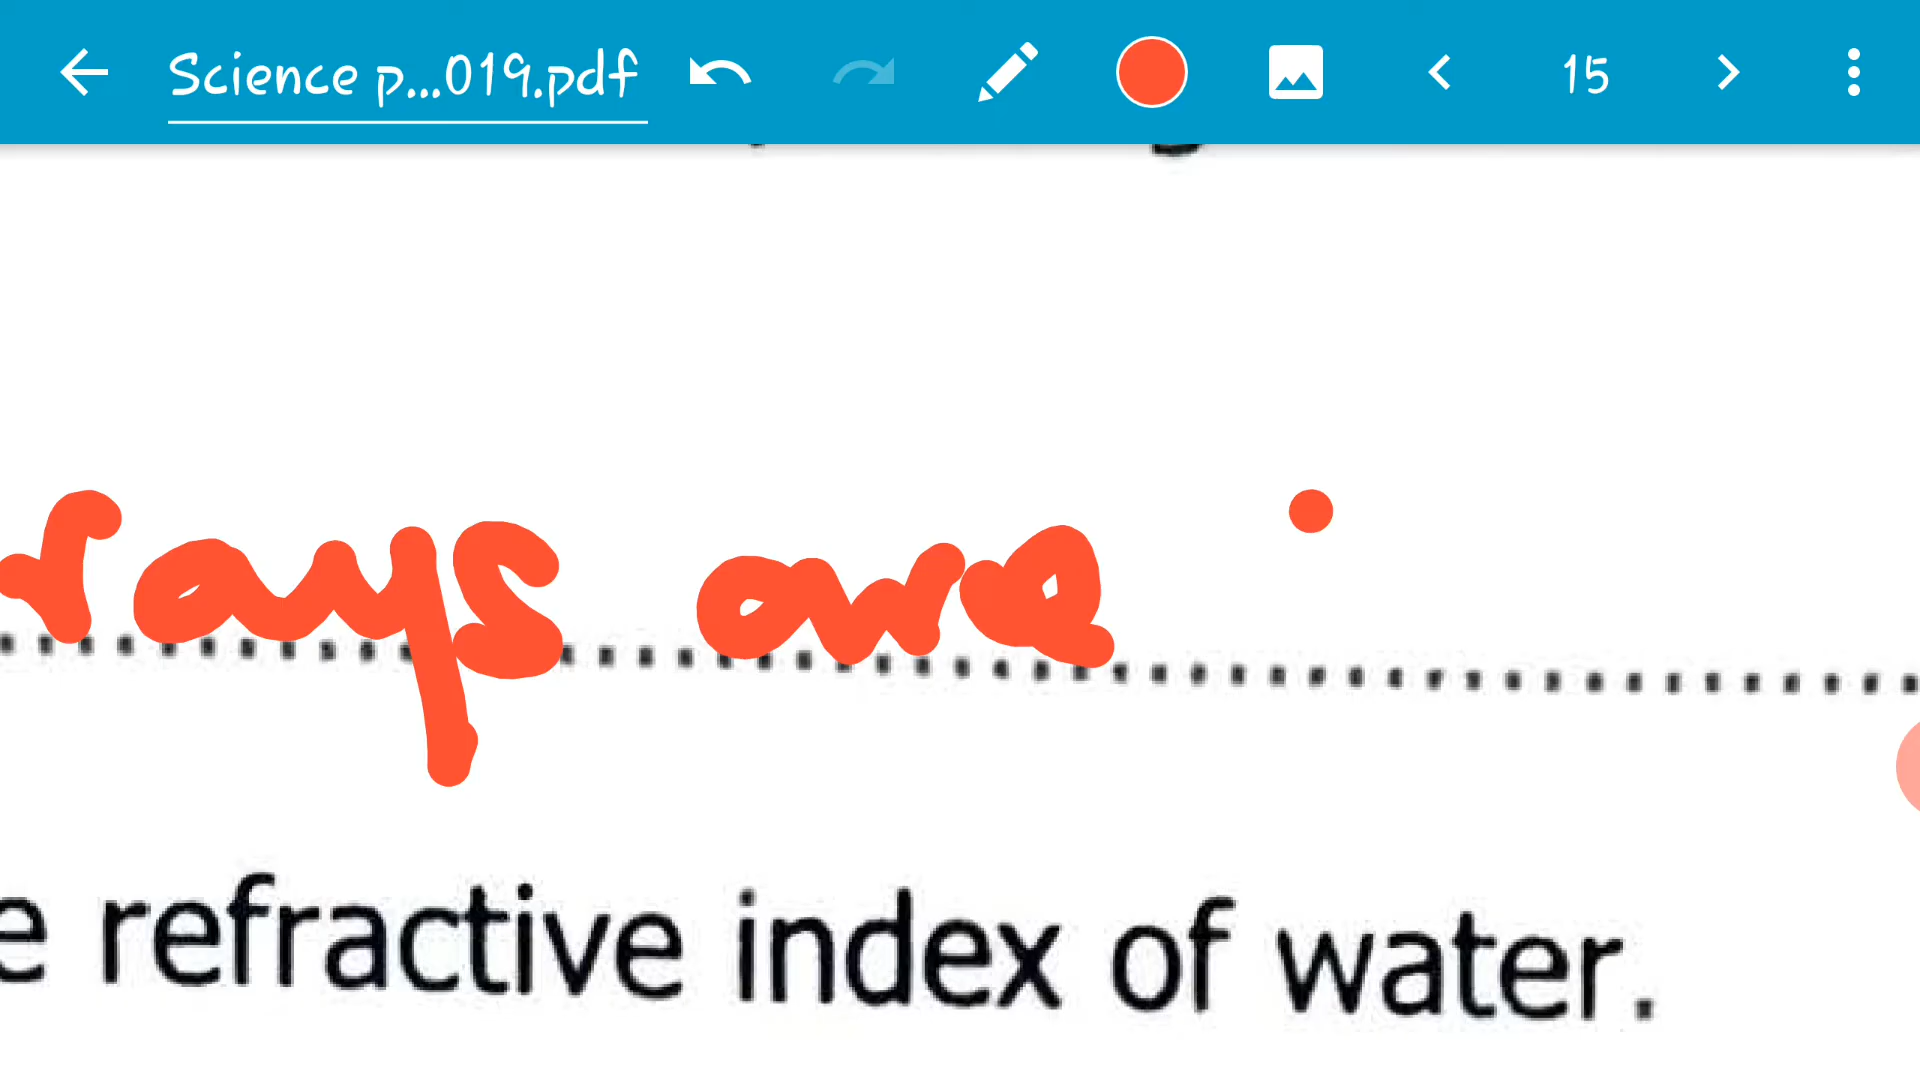 Science p...019.pdf 15
rays are
e refractive index of water.